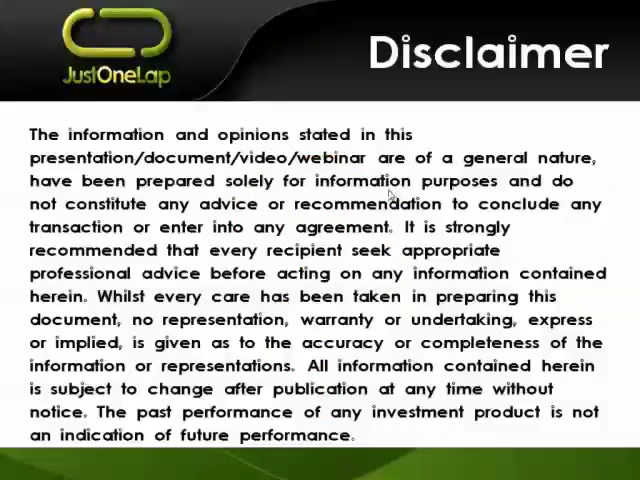 JustOneLap
Disclaimer
The information and opinions stated in this
presentation/document/video/webinar are of a general nature,
have been prepared solely for information purposes and do
not constitute any advice or recommendation to conclude any
transaction or enter into any agreement. It is strongly
recommended that every recipient seek appropriate
professional advice before acting on any information contained
herein. Whilst every care has been taken in preparing this
document, no representation, warranty or undertaking, express
or implied, is given as to the accuracy or completeness of the
information or representations. All information contained herein
is subject to change after publication at any time without
notice. The past performance of any investment product is not
an indication of future performance.